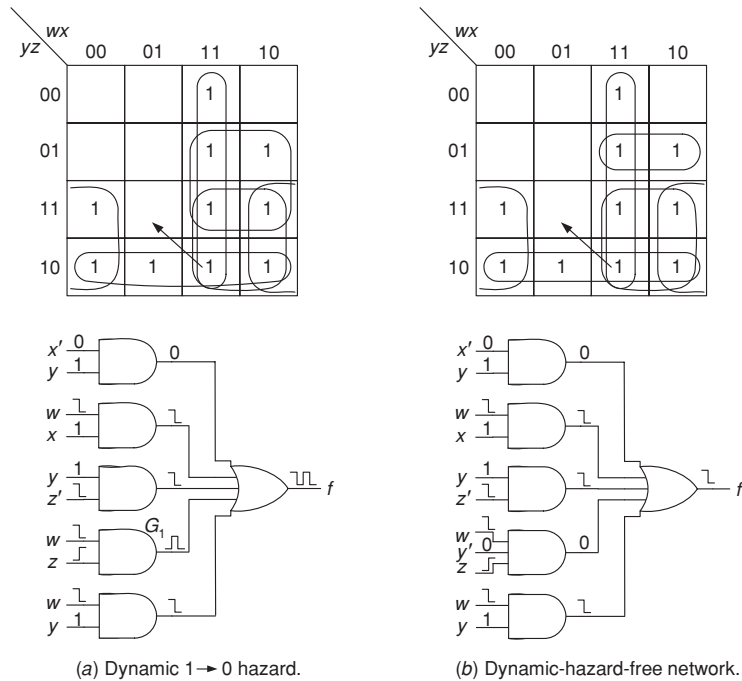 wx wx
yz 00 01 11 10 yz 00 01 11 10
00 1 00 1
01 1 1 01 1 1
11 1 1 1 11 1 1 1
10 1 1 1 1 10 1 1 1 1
x′ 0 0 x′ 0 0
y 1 y 1
w w
x 1 x 1
y 1 f y 1 f
z′ z′
w G1 w
z y′ 0 0
z
w w
y 1 y 1
(a) Dynamic 1→0 hazard. (b) Dynamic-hazard-free network.